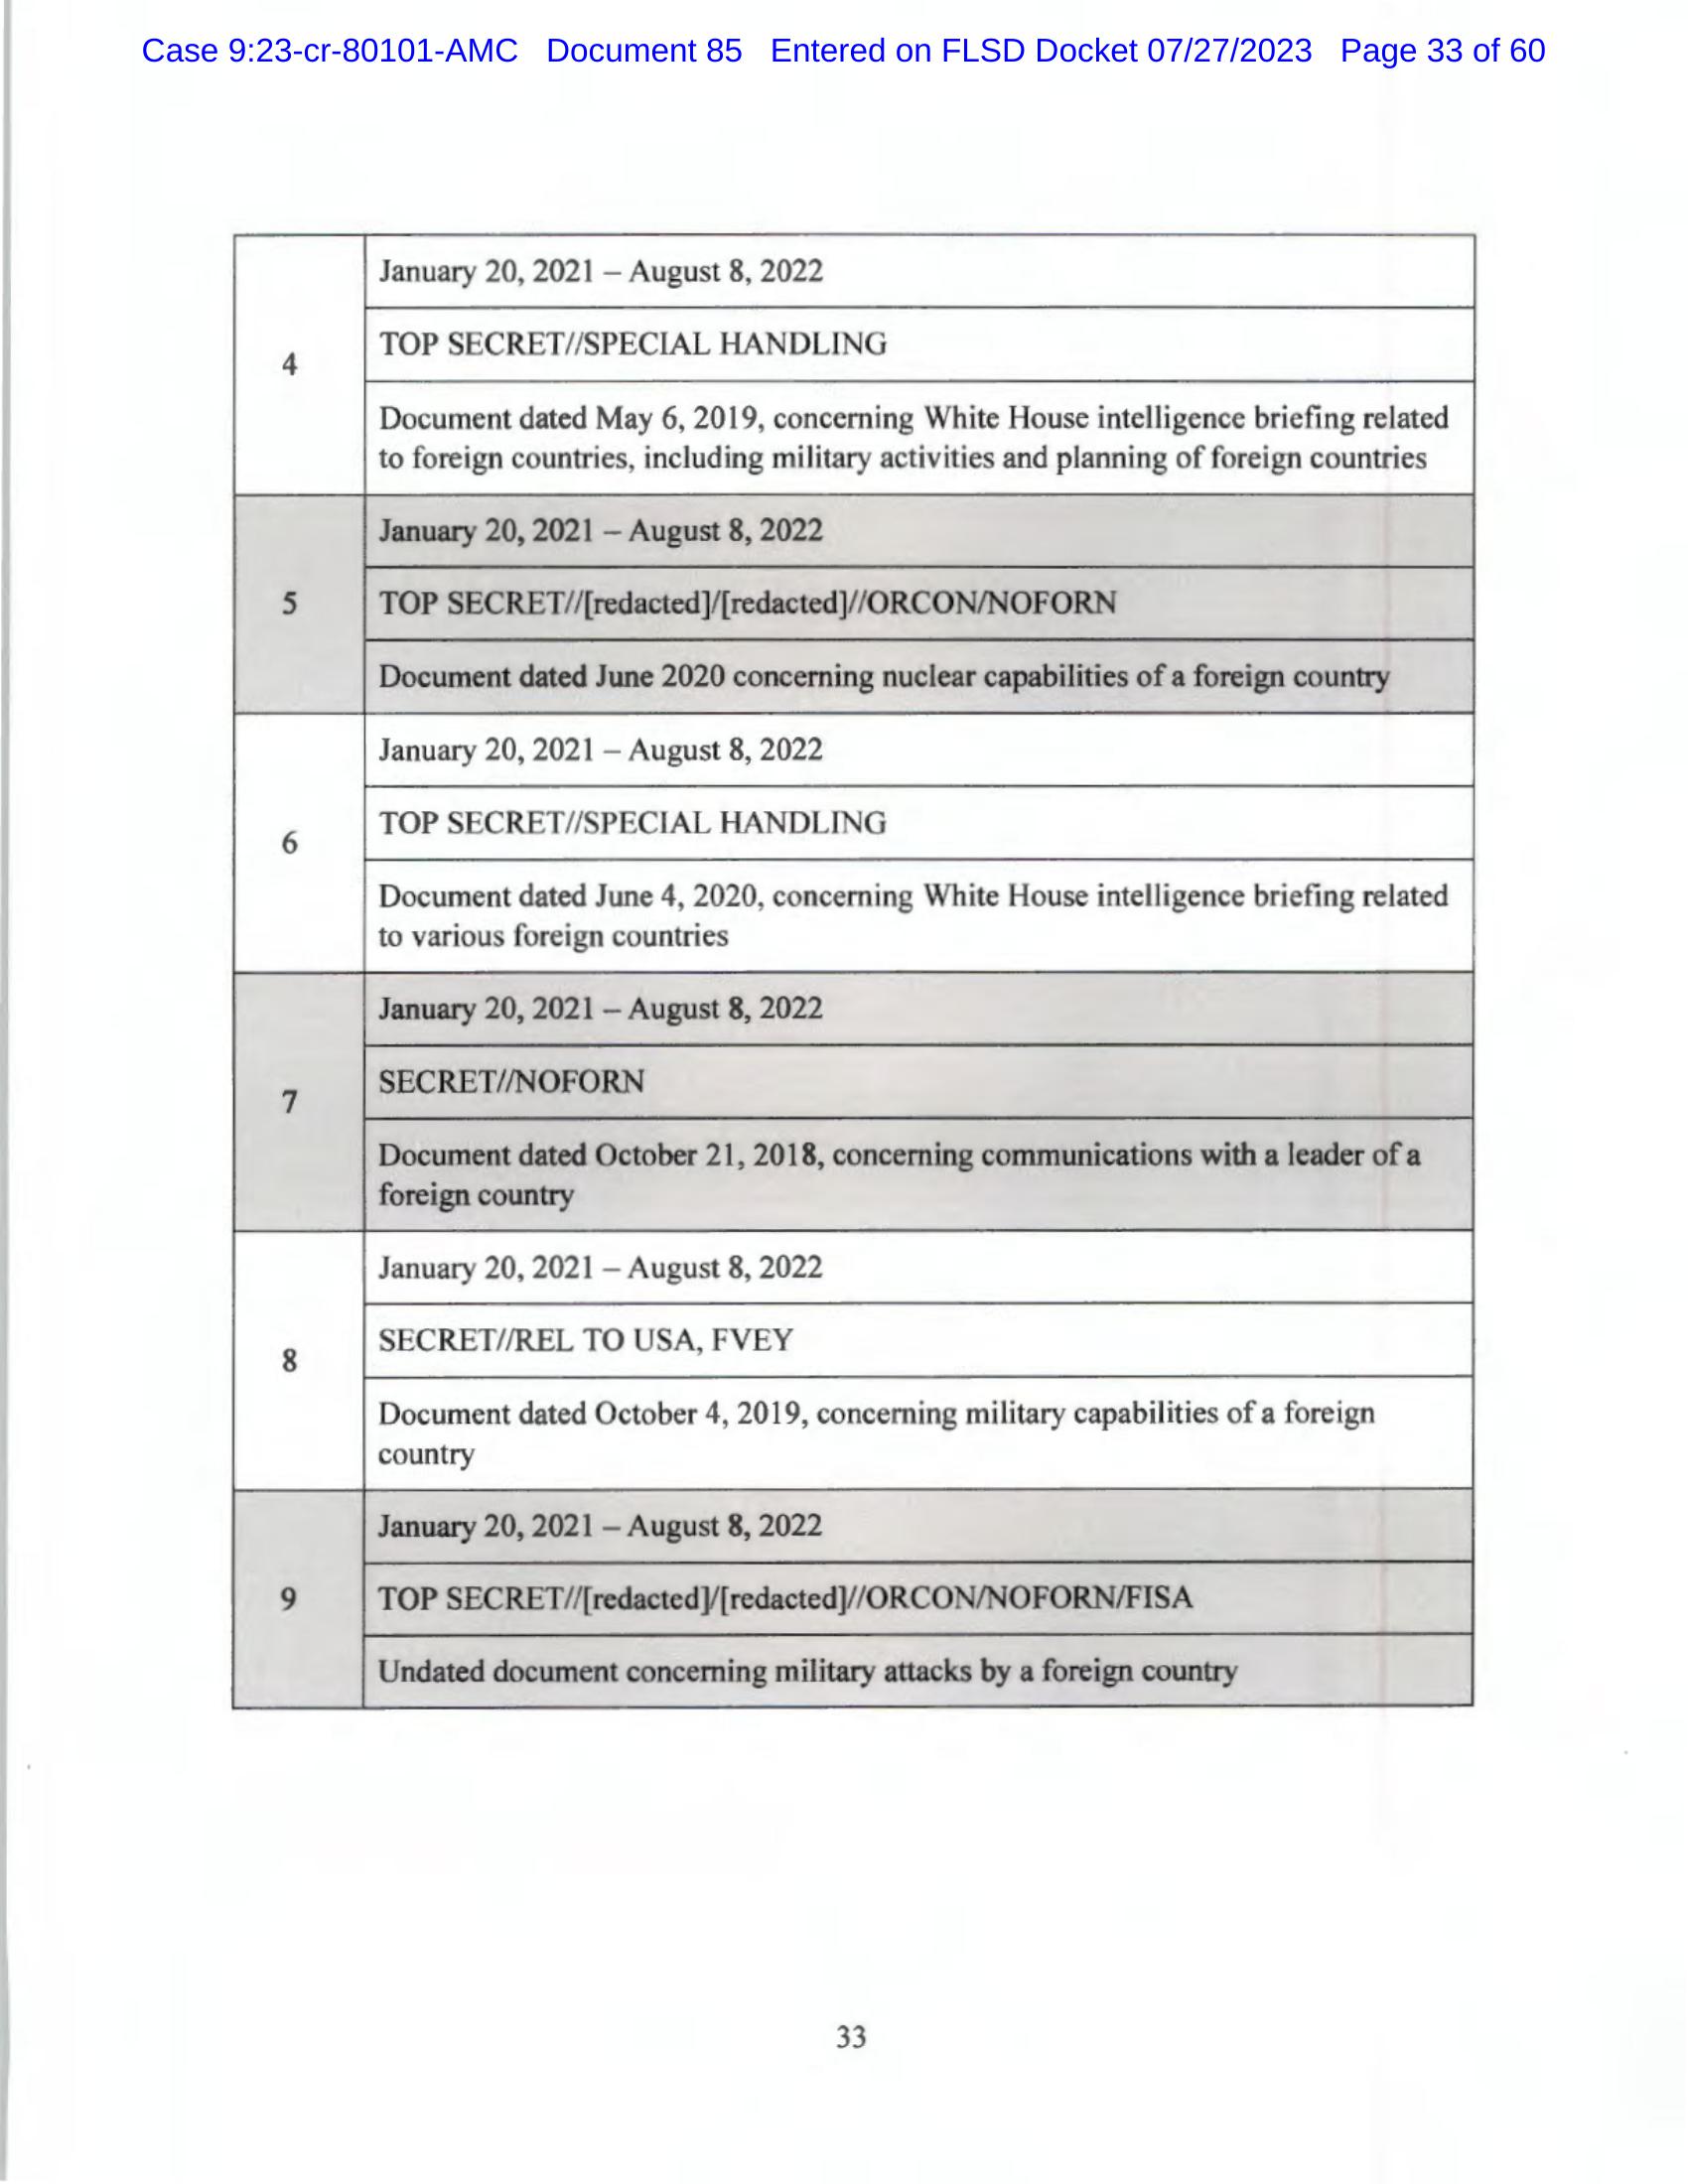 Case 9:23-cr-80101-AMC Document 85 Entered on FLSD Docket 07/27/2023 Page 33 of 60
4
January 20, 2021 – August 8, 2022
TOP SECRET//SPECIAL HANDLING
Document dated May 6, 2019, concerning White House intelligence briefing related
to foreign countries, including military activities and planning of foreign countries
5
January 20, 2021 – August 8, 2022
TOP SECRET//[redacted]/[redacted]//ORCON/NOFORN
Document dated June 2020 concerning nuclear capabilities of a foreign country
6
January 20, 2021 – August 8, 2022
TOP SECRET//SPECIAL HANDLING
Document dated June 4, 2020, concerning White House intelligence briefing related
to various foreign countries
7
January 20, 2021 – August 8, 2022
SECRET//NOFORN
Document dated October 21, 2018, concerning communications with a leader of a
foreign country
8
January 20, 2021 – August 8, 2022
SECRET//REL TO USA, FVEY
Document dated October 4, 2019, concerning military capabilities of a foreign
country
9
January 20, 2021 – August 8, 2022
TOP SECRET//[redacted]/[redacted]//ORCON/NOFORN/FISA
Undated document concerning military attacks by a foreign country
33